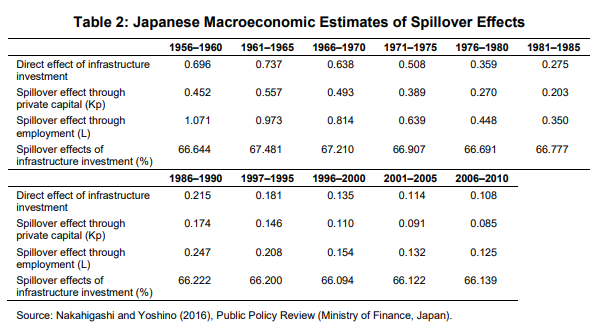 Table 2: Japanese Macroeconomic Estimates of Spillover Effects
1956–1960 1961–1965 1966–1970 1971–1975 1976–1980 1981–1985
Direct effect of infrastructure 0.696 0.737 0.638 0.508 0.359 0.275
investment
Spillover effect through 0.452 0.557 0.493 0.389 0.270 0.203
private capital (Kp)
Spillover effect through 1.071 0.973 0.814 0.639 0.448 0.350
employment (L)
Spillover effects of 66.644 67.481 67.210 66.907 66.691 66.777
infrastructure investment (%)
1986–1990 1997–1995 1996–2000 2001–2005 2006–2010
Direct effect of infrastructure 0.215 0.181 0.135 0.114 0.108
investment
Spillover effect through 0.174 0.146 0.110 0.091 0.085
private capital (Kp)
Spillover effect through 0.247 0.208 0.154 0.132 0.125
employment (L)
Spillover effects of 66.222 66.200 66.094 66.122 66.139
infrastructure investment (%)
Source: Nakahigashi and Yoshino (2016), Public Policy Review (Ministry of Finance, Japan).